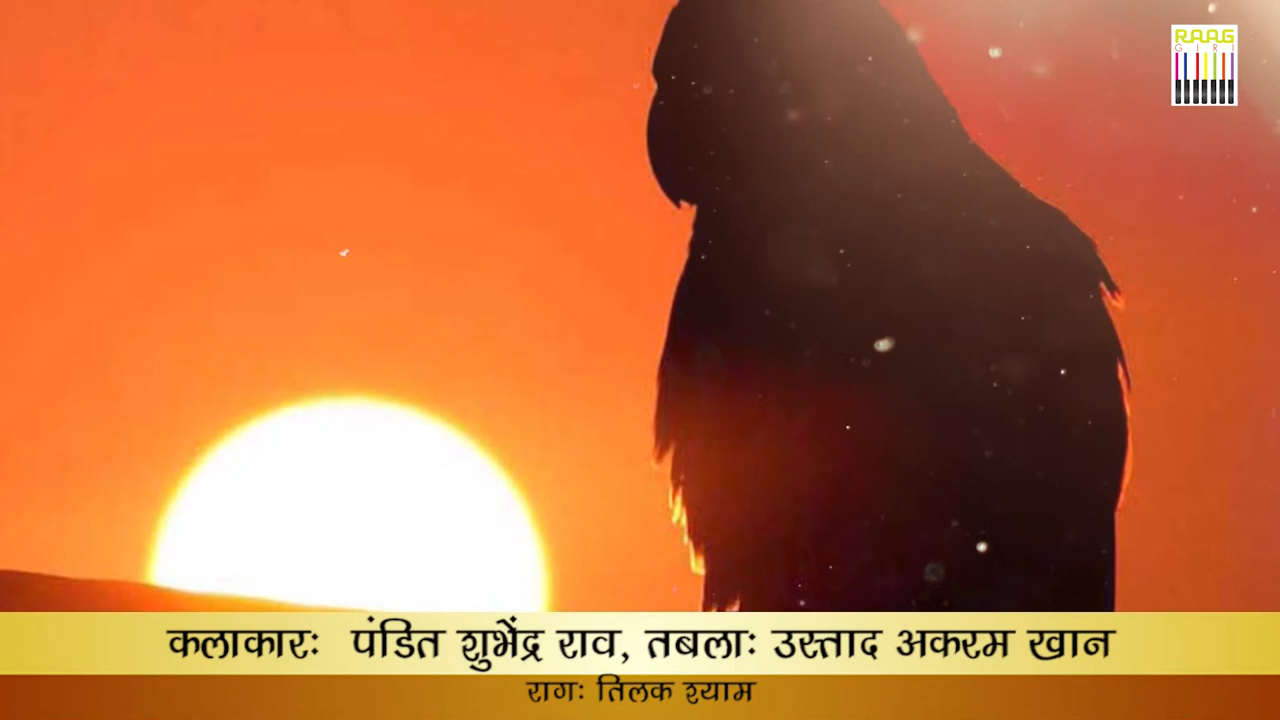 RAAG
GIRI
कलाकारः पंडित शुभेंद्र राव, तबलाः उस्ताद अकरम खान
रागः तिलक श्याम